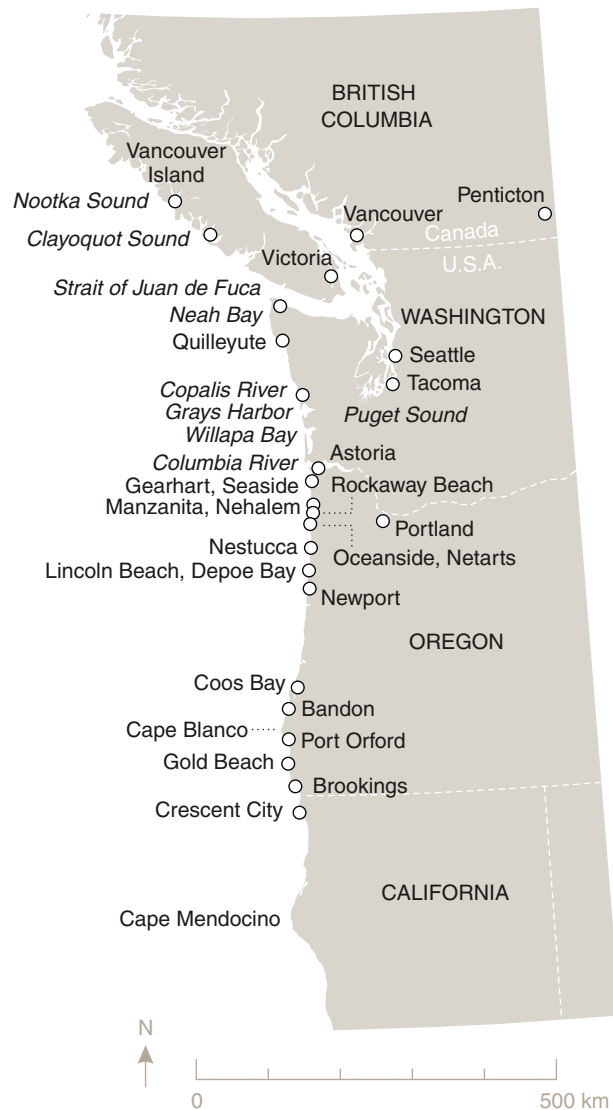 BRITISH
COLUMBIA
Vancouver
Island
Nootka Sound
Penticton
Vancouver
Clayoquot Sound
Canada
Victoria
U.S.A.
Strait of Juan de Fuca
Neah Bay
WASHINGTON
Quilleyute
Seattle
Tacoma
Copalis River
Grays Harbor
Puget Sound
Willapa Bay
Astoria
Columbia River
Gearhart, Seaside
Rockaway Beach
Manzanita, Nehalem
Portland
Nestucca
Oceanside, Netarts
Lincoln Beach, Depoe Bay
Newport
OREGON
Coos Bay
Bandon
Cape Blanco
Port Orford
Gold Beach
Brookings
Crescent City
CALIFORNIA
Cape Mendocino
N
0
500 km